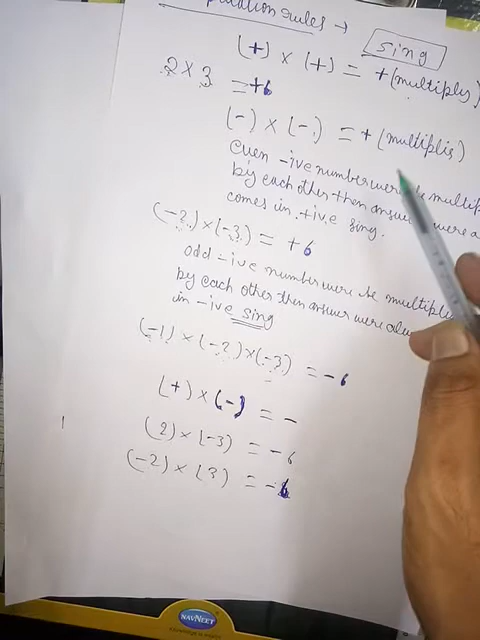 rules →
sing
(+) × (+) = +(multiply)
2 × 3 = +6
(-) × (-) = + (multiplis)
even -ive number were be multip
by each other then answer were a
comes in +ive sing.
(-2) × (-3) = +6
odd -ive number were be multiple
by each other then answer were alwa
in -ive sing
(-1) × (-2) × (-3) = -6
(+) × (-) = -
(2) × (-3) = -6
(-2) × (3) = -6
NAVNEET